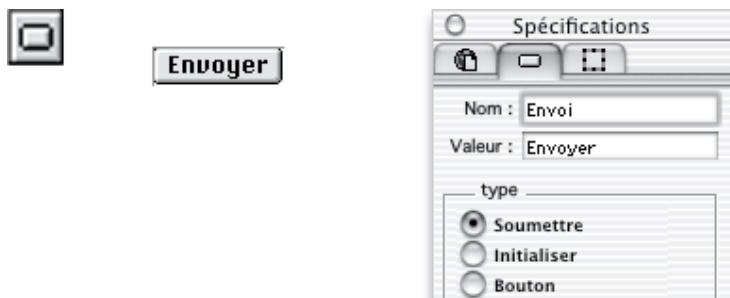 Envoyer
Spécifications
Nom : Envoi
Valeur : Envoyer
type
Soumettre
Initialiser
Bouton